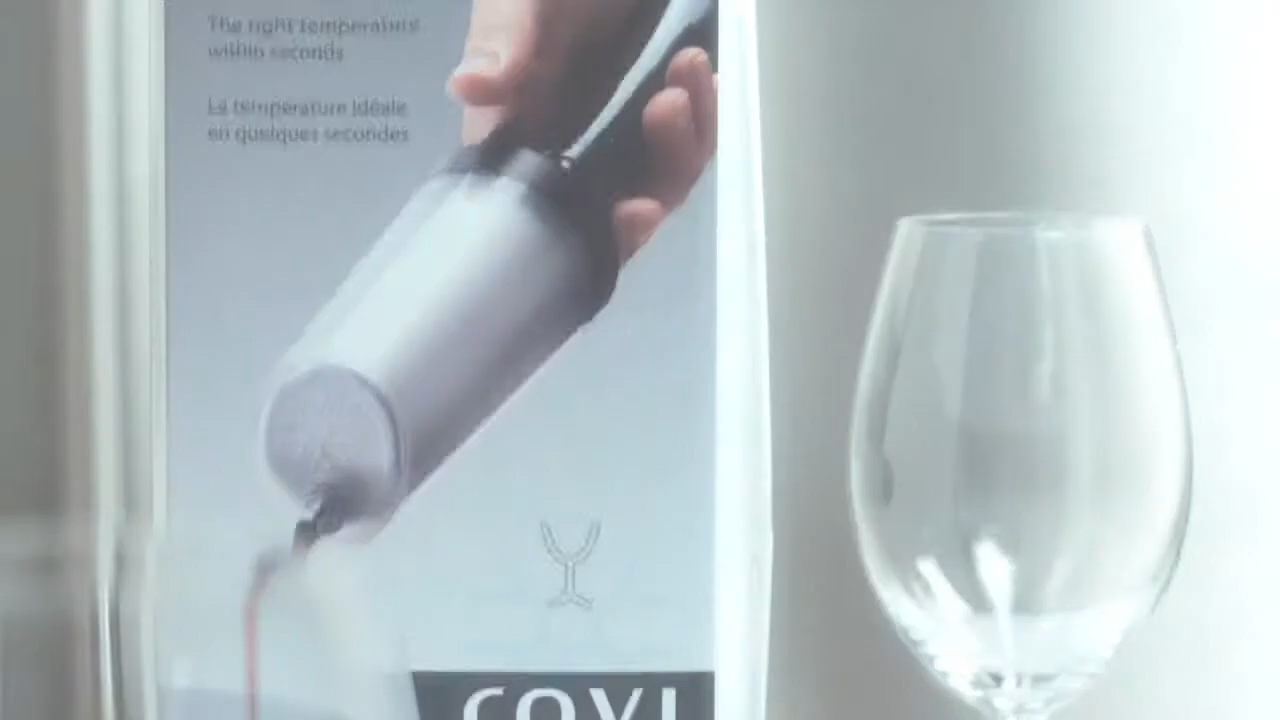 The right temperature
within seconds
La température idéale
en quelques secondes